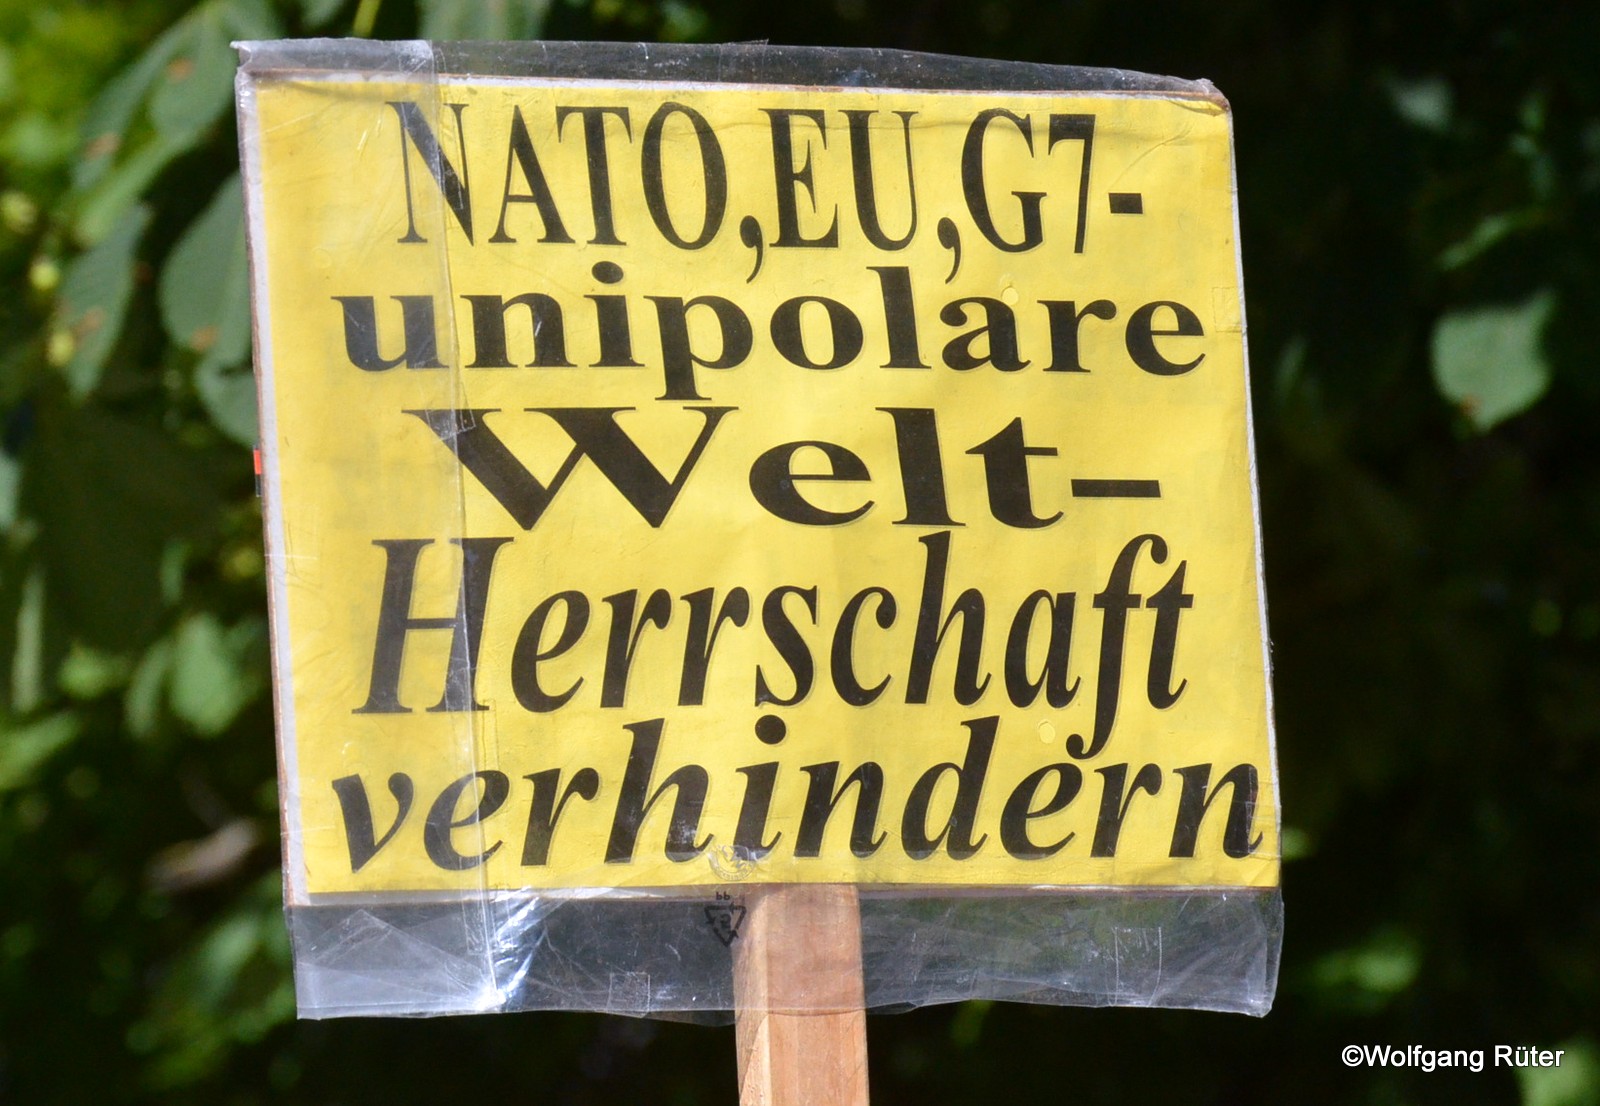 NATO,EU,G7-
unipolare
Welt-
Herrschaft
verhindern
©Wolfgang Rüter